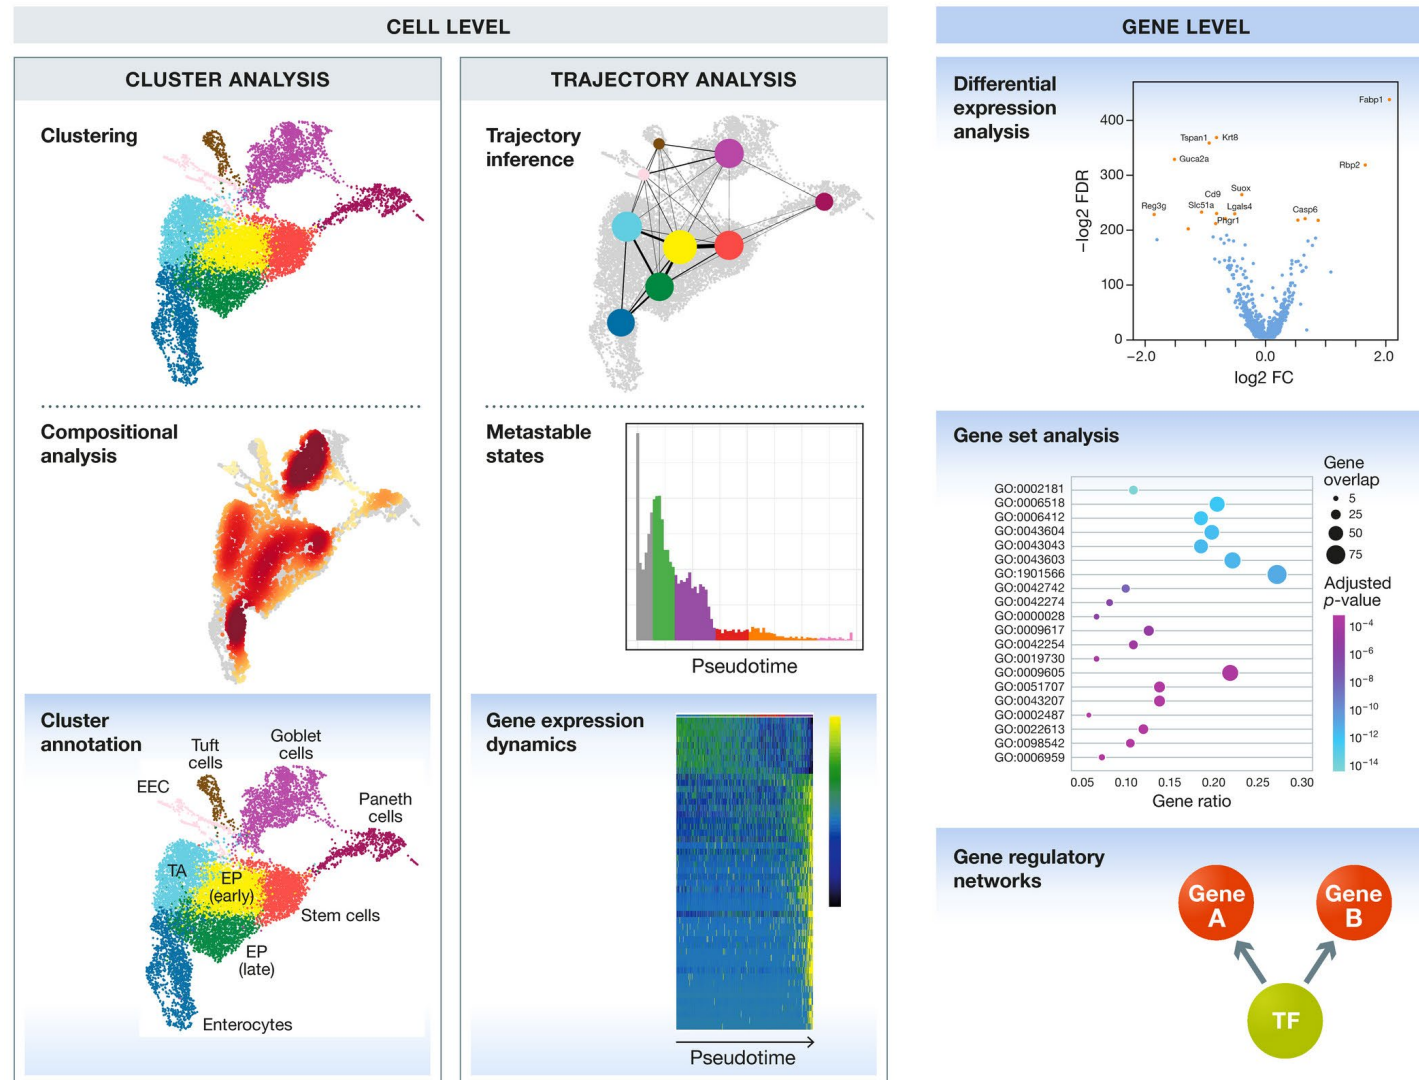 CELL LEVEL
CLUSTER ANALYSIS
Clustering
Compositional
analysis
Cluster
annotation
Tuft
cells
Goblet
cells
EEC
Paneth
cells
TA
EP
(early)
Stem cells
EP
(late)
Enterocytes
TRAJECTORY ANALYSIS
Trajectory
inference
Metastable
states
Pseudotime
Gene expression
dynamics
Pseudotime
GENE LEVEL
Differential
expression
analysis
−log2 FDR
400
300
200
100
0
Fabp1
Tspan1
Krt8
Guca2a
Rbp2
Suox
Cd9
Reg3g
Slc51a
Lgals4
Casp6
Phgr1
−2.0
0.0
2.0
log2 FC
Gene set analysis
GO:0002181
GO:0006518
GO:0006412
GO:0043604
GO:0043043
GO:0043603
GO:1901566
GO:0042742
GO:0042274
GO:0000028
GO:0009617
GO:0042254
GO:0019730
GO:0009605
GO:0051707
GO:0043207
GO:0002487
GO:0022613
GO:0098542
GO:0006959
0.05
0.10
0.15
0.20
0.25
0.30
Gene ratio
Gene
overlap
5
25
50
75
Adjusted
p-value
10⁻⁴
10⁻⁶
10⁻⁸
10⁻¹⁰
10⁻¹²
10⁻¹⁴
Gene regulatory
networks
Gene
A
Gene
B
TF